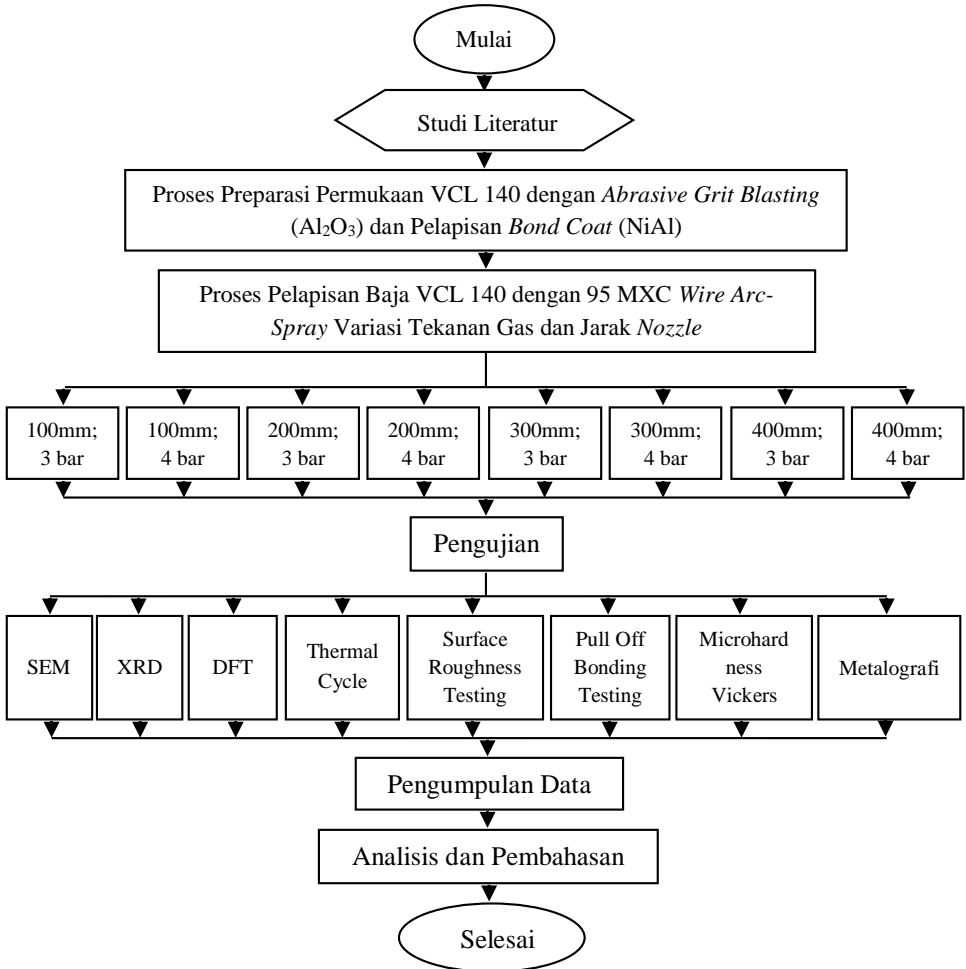 Mulai
Studi Literatur
Proses Preparasi Permukaan VCL 140 dengan Abrasive Grit Blasting
(Al₂O₃) dan Pelapisan Bond Coat (NiAl)
Proses Pelapisan Baja VCL 140 dengan 95 MXC Wire Arc-
Spray Variasi Tekanan Gas dan Jarak Nozzle
100mm;
3 bar
100mm;
4 bar
200mm;
3 bar
200mm;
4 bar
300mm;
3 bar
300mm;
4 bar
400mm;
3 bar
400mm;
4 bar
Pengujian
SEM
XRD
DFT
Thermal
Cycle
Surface
Roughness
Testing
Pull Off
Bonding
Testing
Microhard
ness
Vickers
Metalografi
Pengumpulan Data
Analisis dan Pembahasan
Selesai